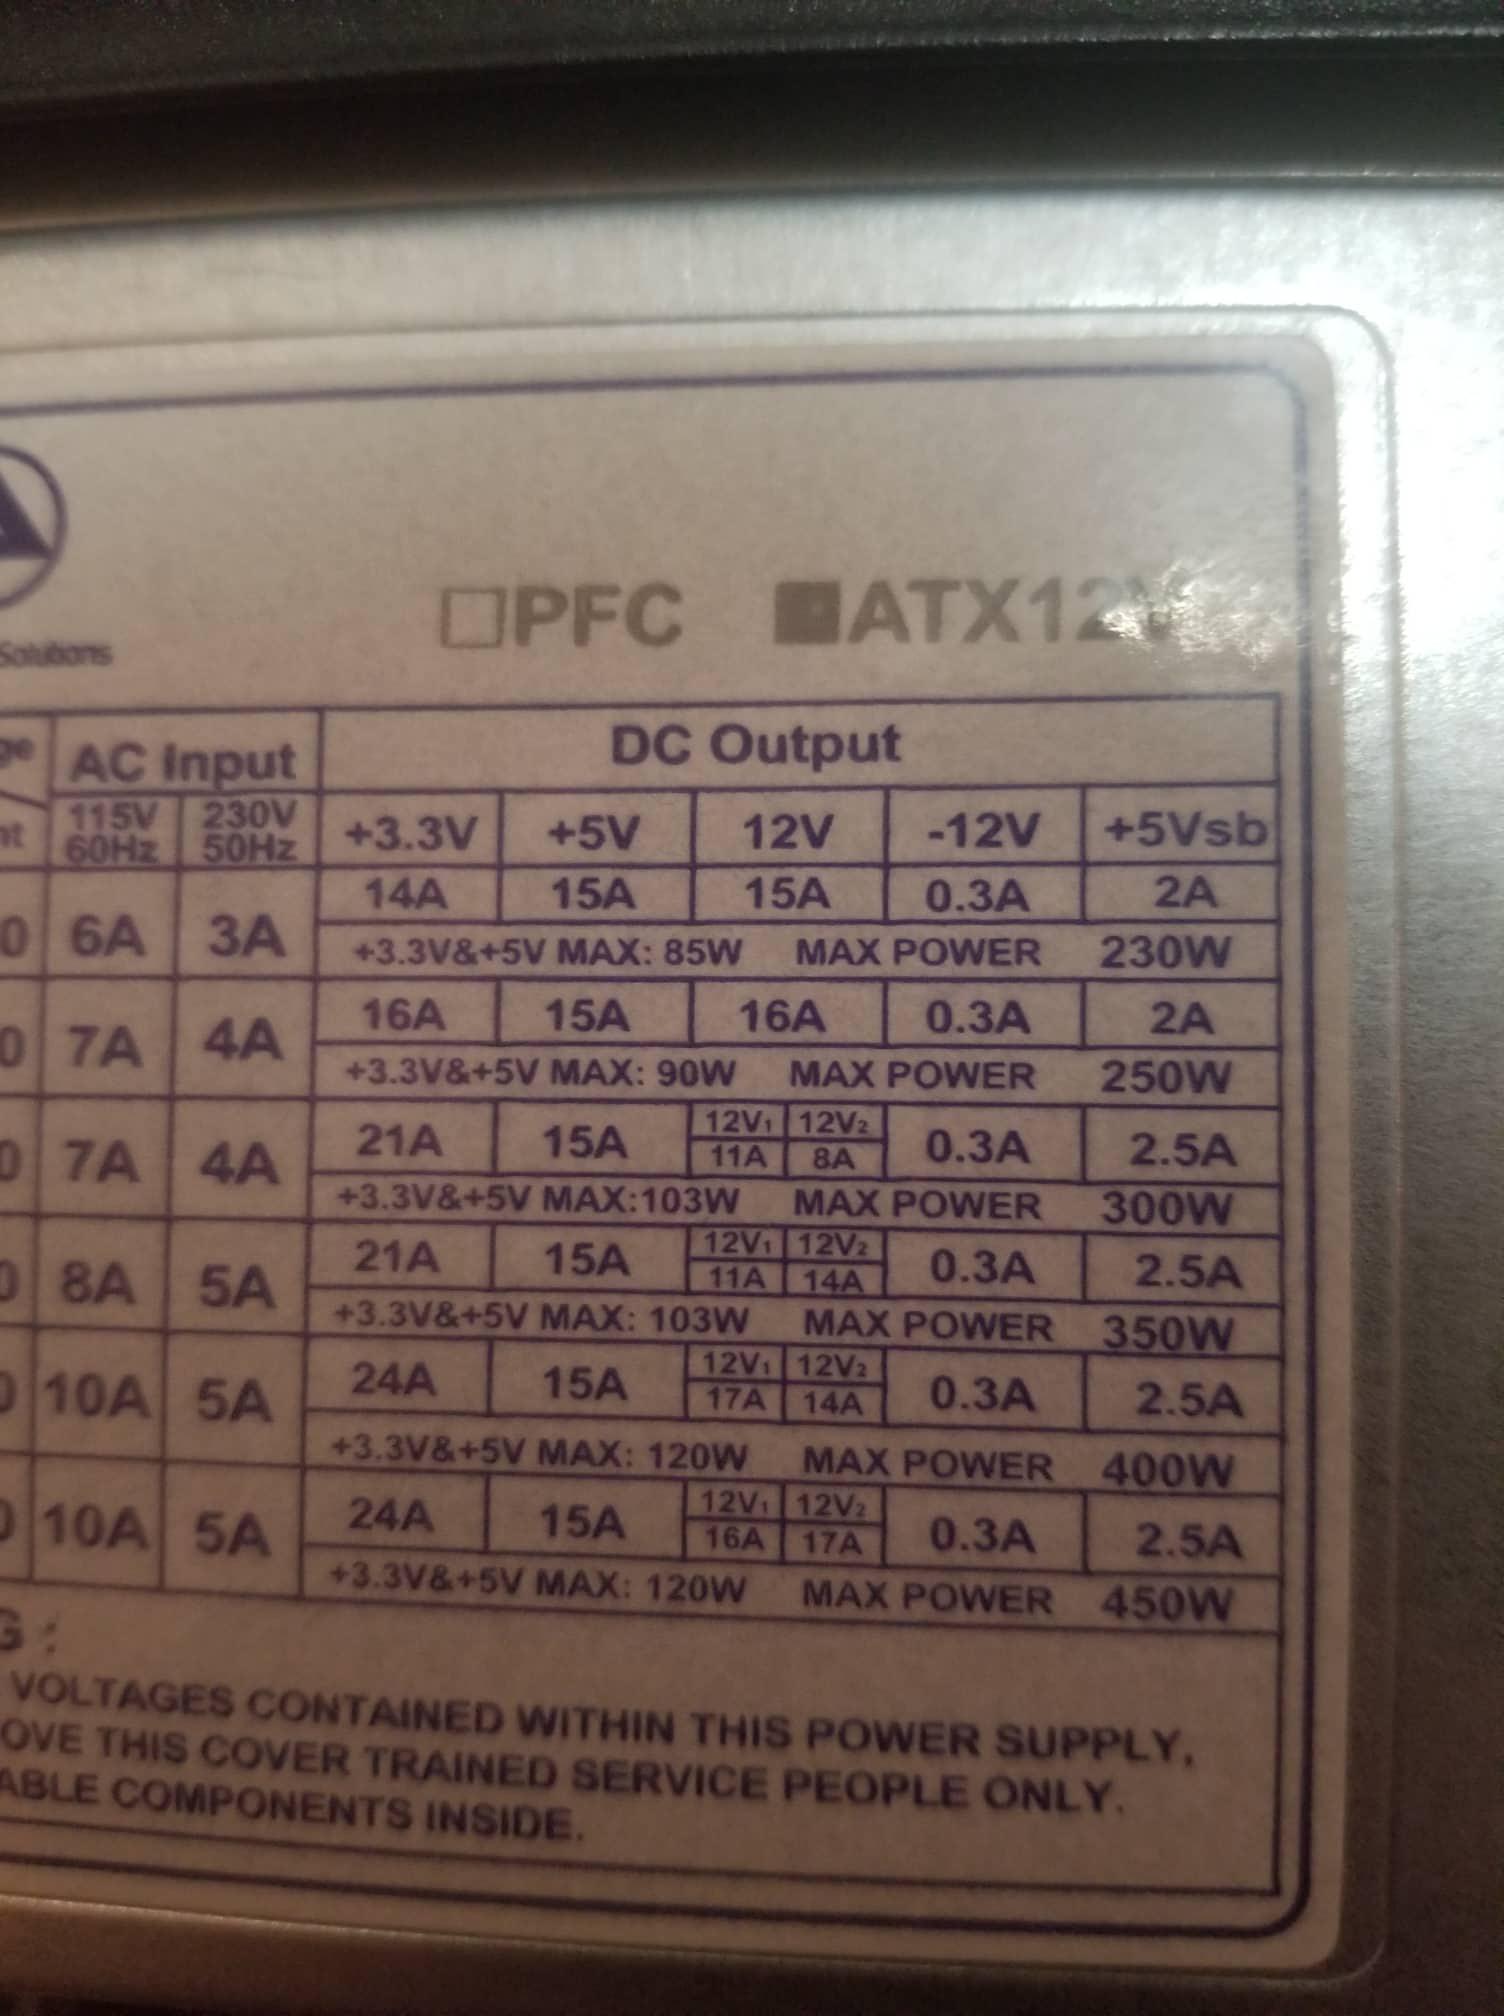 Solutions
□PFC ■ATX12V
AC Input DC Output
115V 60Hz 230V 50Hz +3.3V +5V 12V -12V +5Vsb
6A 3A 14A 15A 15A 0.3A 2A
+3.3V&+5V MAX: 85W MAX POWER 230W
7A 4A 16A 15A 16A 0.3A 2A
+3.3V&+5V MAX: 90W MAX POWER 250W
7A 4A 21A 15A 12V1 11A 12V2 8A 0.3A 2.5A
+3.3V&+5V MAX:103W MAX POWER 300W
8A 5A 21A 15A 12V1 11A 12V2 14A 0.3A 2.5A
+3.3V&+5V MAX: 103W MAX POWER 350W
10A 5A 24A 15A 12V1 17A 12V2 14A 0.3A 2.5A
+3.3V&+5V MAX: 120W MAX POWER 400W
10A 5A 24A 15A 12V1 16A 12V2 17A 0.3A 2.5A
+3.3V&+5V MAX: 120W MAX POWER 450W
G :
VOLTAGES CONTAINED WITHIN THIS POWER SUPPLY,
OVE THIS COVER TRAINED SERVICE PEOPLE ONLY.
ABLE COMPONENTS INSIDE.